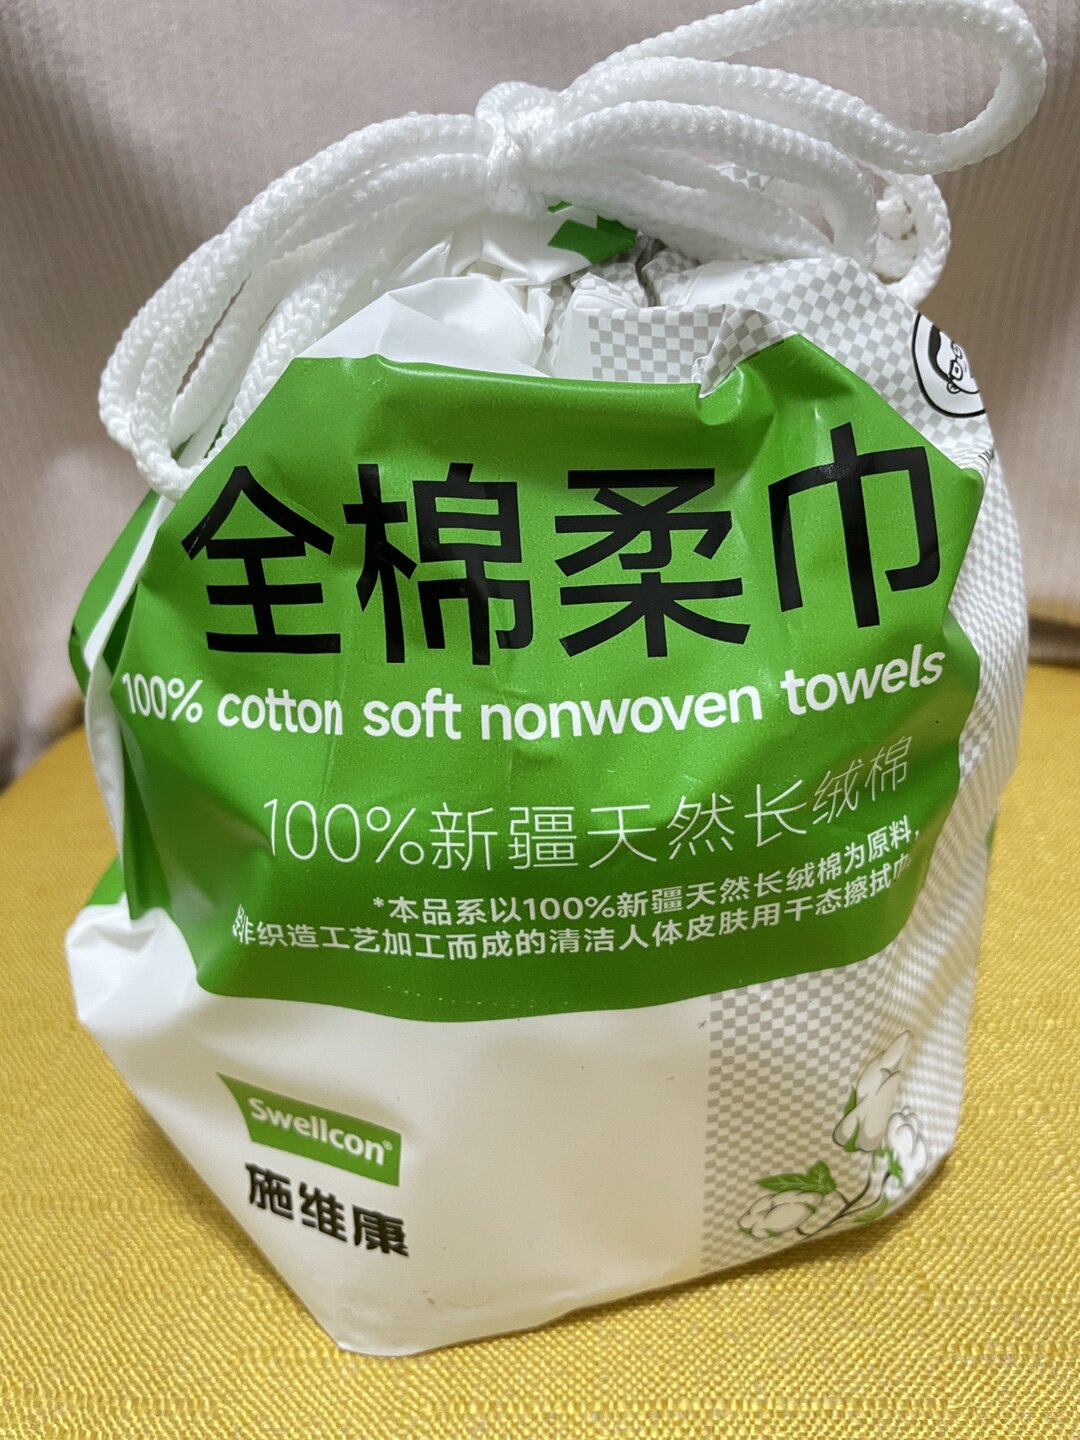 全棉柔巾
100% cotton soft nonwoven towels
100%新疆天然长绒棉
*本品系以100%新疆天然长绒棉为原料,
非织造工艺加工而成的清洁人体皮肤用干态擦拭巾
Swellcon®
施维康